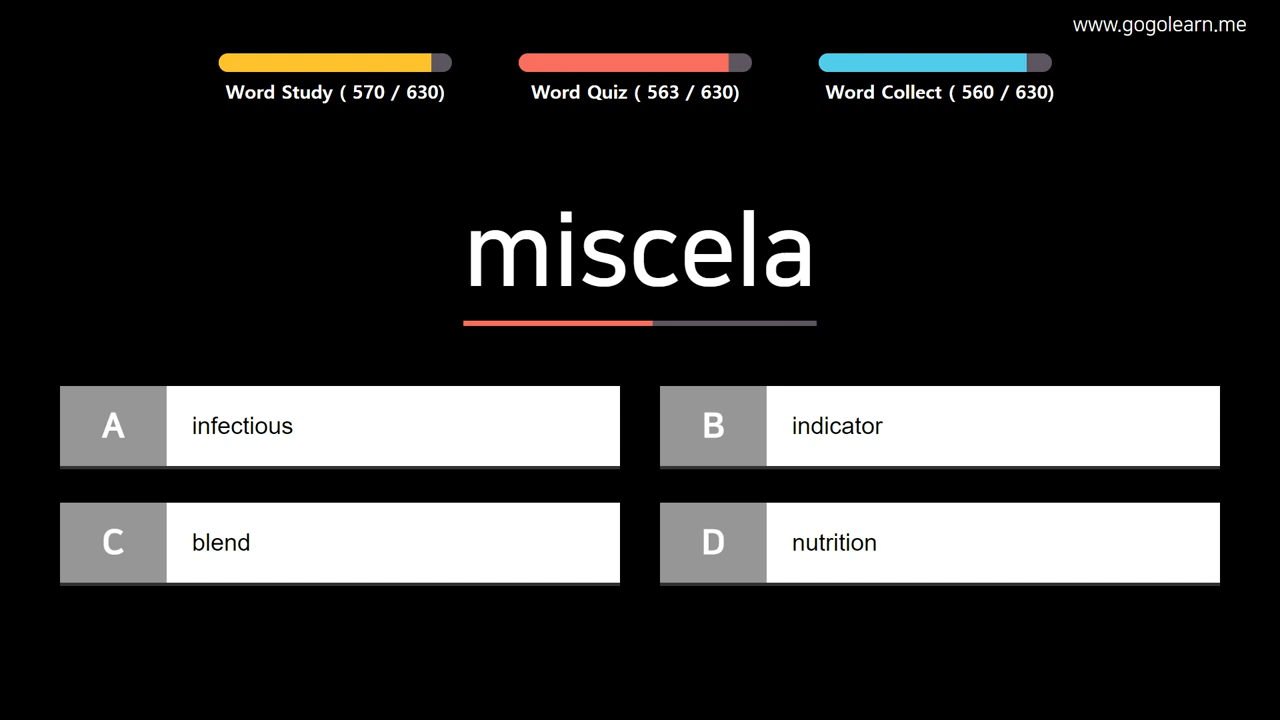 www.gogolearn.me
Word Study ( 570 / 630)
Word Quiz ( 563 / 630)
Word Collect ( 560 / 630)
miscela
A infectious
B indicator
C blend
D nutrition